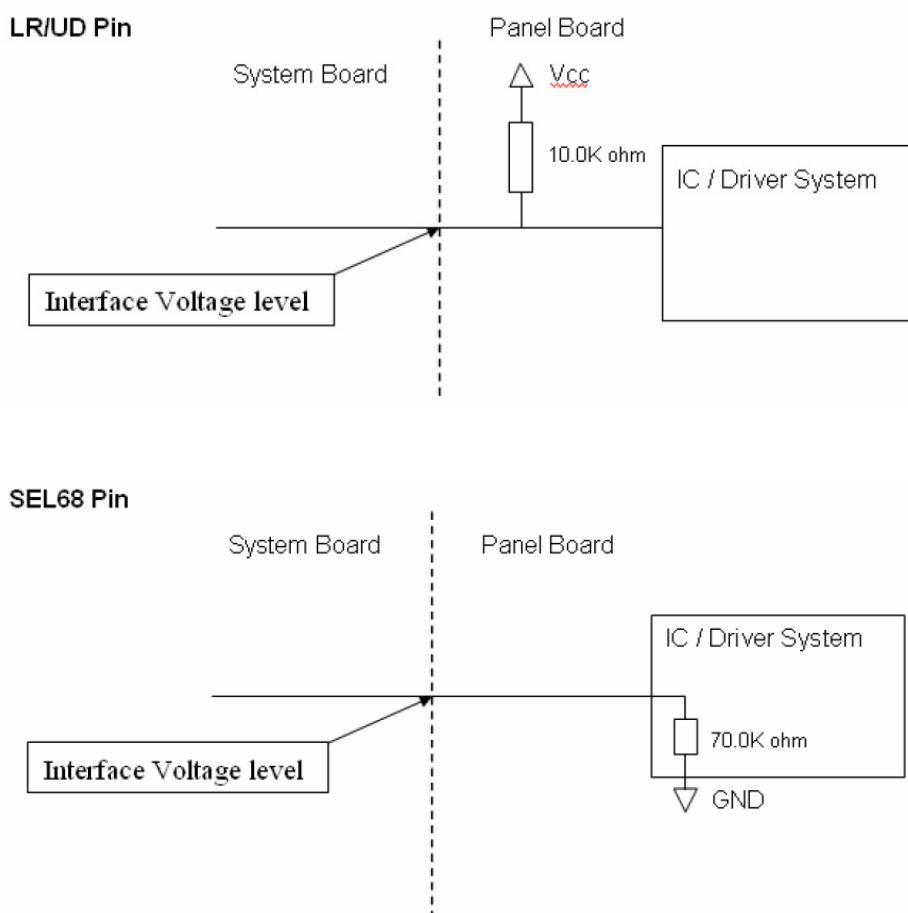 LR/UD Pin
Panel Board
System Board
Vcc
10.0K ohm
IC / Driver System
Interface Voltage level
SEL68 Pin
System Board
Panel Board
IC / Driver System
70.0K ohm
Interface Voltage level
GND